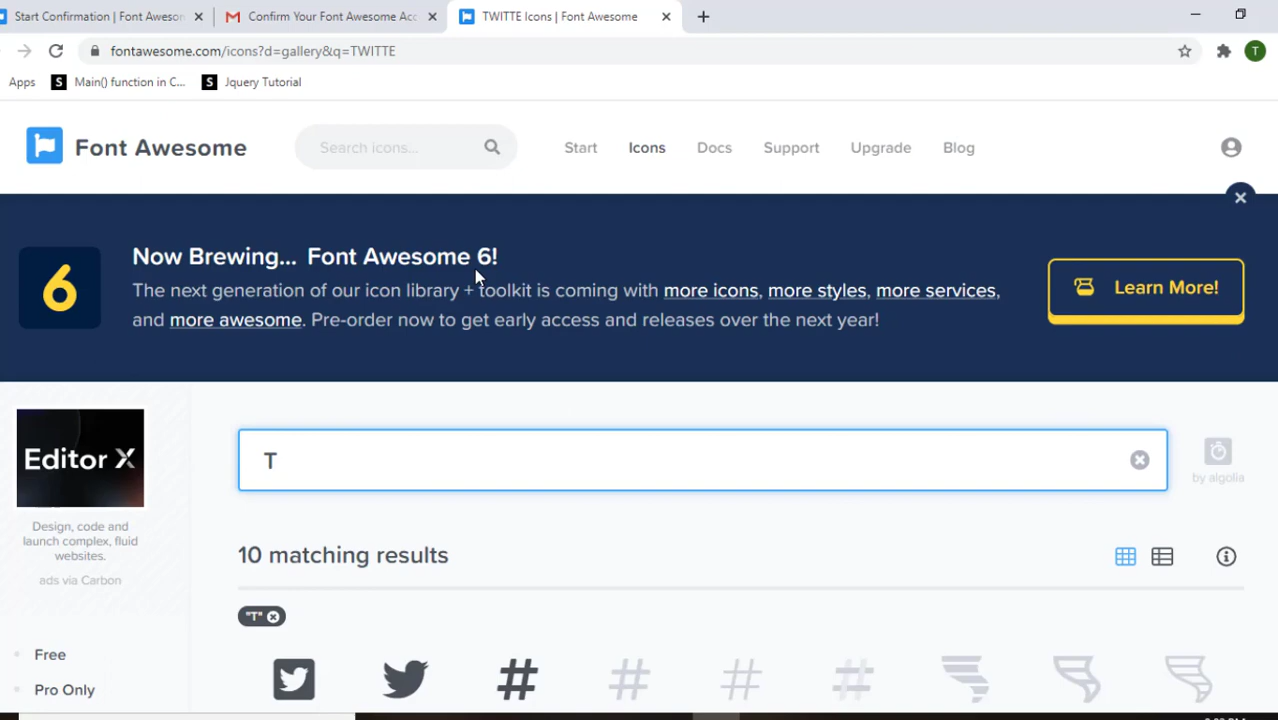 Start Confirmation | Font Aweson
Confirm Your Font Awesome Acc
TWITTE Icons | Font Awesome
fontawesome.com/icons?d=gallery&q=TWITTE
T
Apps
S
Main() function in C...
S
Jquery Tutorial
Font Awesome
Search icons...
Start
Icons
Docs
Support
Upgrade
Blog
6
Now Brewing... Font Awesome 6!
The next generation of our icon library + toolkit is coming with more icons, more styles, more services,
and more awesome. Pre-order now to get early access and releases over the next year!
Learn More!
Editor X
Design, code and
launch complex, fluid
websites.
ads via Carbon
T
by algolia
10 matching results
"T"
Free
Pro Only